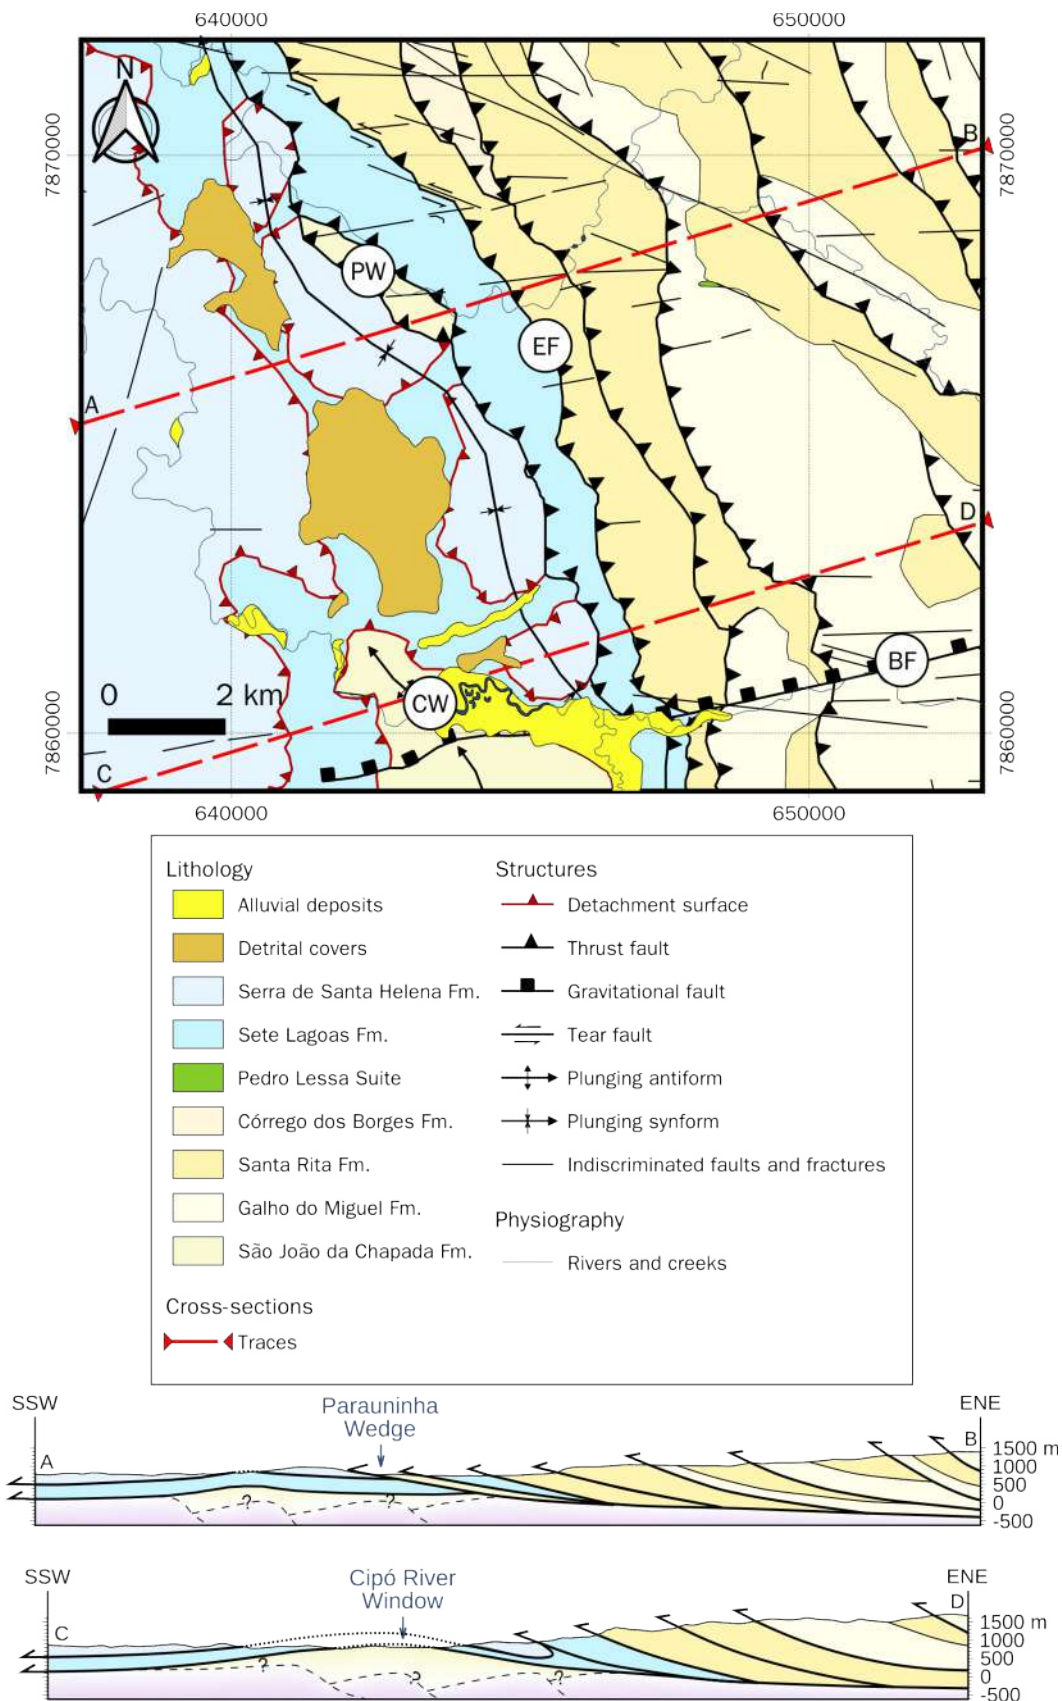 640000
650000
N
B
7870000
7870000
PW
EF
A
D
BF
0
2 km
CW
7860000
7860000
C
640000
650000
Lithology
Alluvial deposits
Detrital covers
Serra de Santa Helena Fm.
Sete Lagoas Fm.
Pedro Lessa Suite
Córrego dos Borges Fm.
Santa Rita Fm.
Galho do Miguel Fm.
São João da Chapada Fm.
Cross-sections
Traces
Structures
Detachment surface
Thrust fault
Gravitational fault
Tear fault
Plunging antiform
Plunging synform
Indiscriminated faults and fractures
Physiography
Rivers and creeks
SSW
Parauninha
Wedge
ENE
A
B
1500 m
1000
500
0
-500
?
?
SSW
Cipó River
Window
ENE
C
D
1500 m
1000
500
0
-500
?
?
?